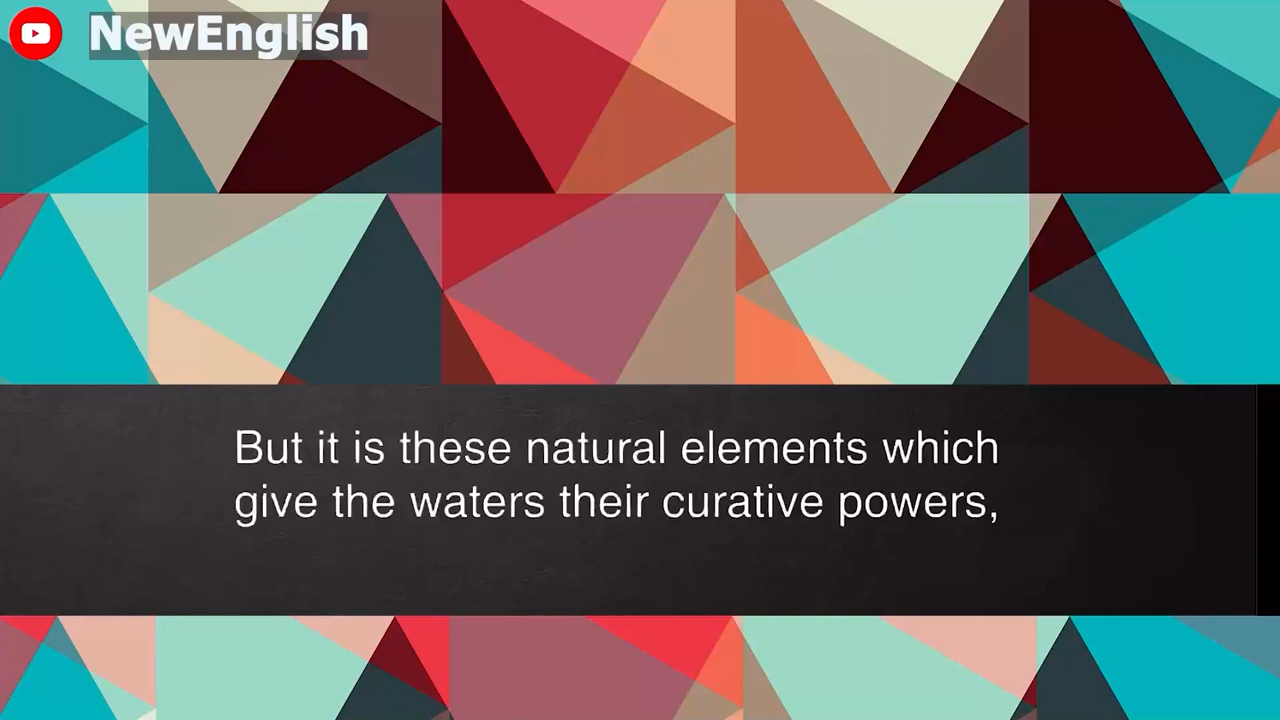 NewEnglish
But it is these natural elements which
give the waters their curative powers,